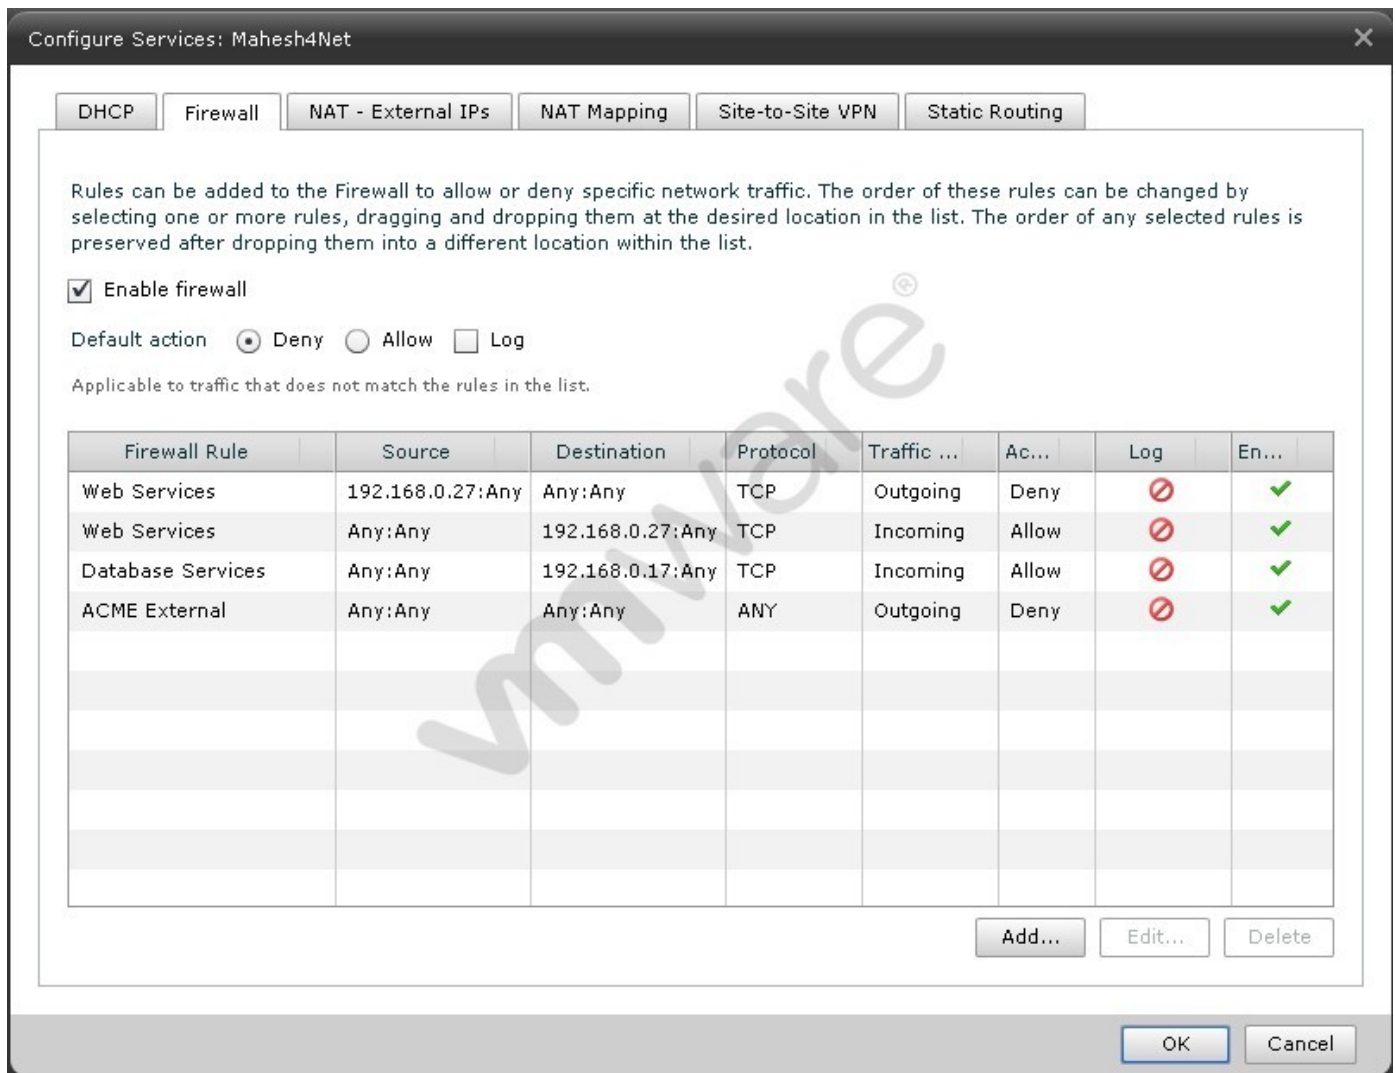 Configure Services: Mahesh4Net
DHCP Firewall NAT - External IPs NAT Mapping Site-to-Site VPN Static Routing
Rules can be added to the Firewall to allow or deny specific network traffic. The order of these rules can be changed by
selecting one or more rules, dragging and dropping them at the desired location in the list. The order of any selected rules is
preserved after dropping them into a different location within the list.
Enable firewall
Default action Deny Allow Log
Applicable to traffic that does not match the rules in the list.
Firewall Rule Source Destination Protocol Traffic ... Ac... Log En...
Web Services 192.168.0.27:Any Any:Any TCP Outgoing Deny
Web Services Any:Any 192.168.0.27:Any TCP Incoming Allow
Database Services Any:Any 192.168.0.17:Any TCP Incoming Allow
ACME External Any:Any Any:Any ANY Outgoing Deny
vmware®
Add... Edit... Delete
OK Cancel